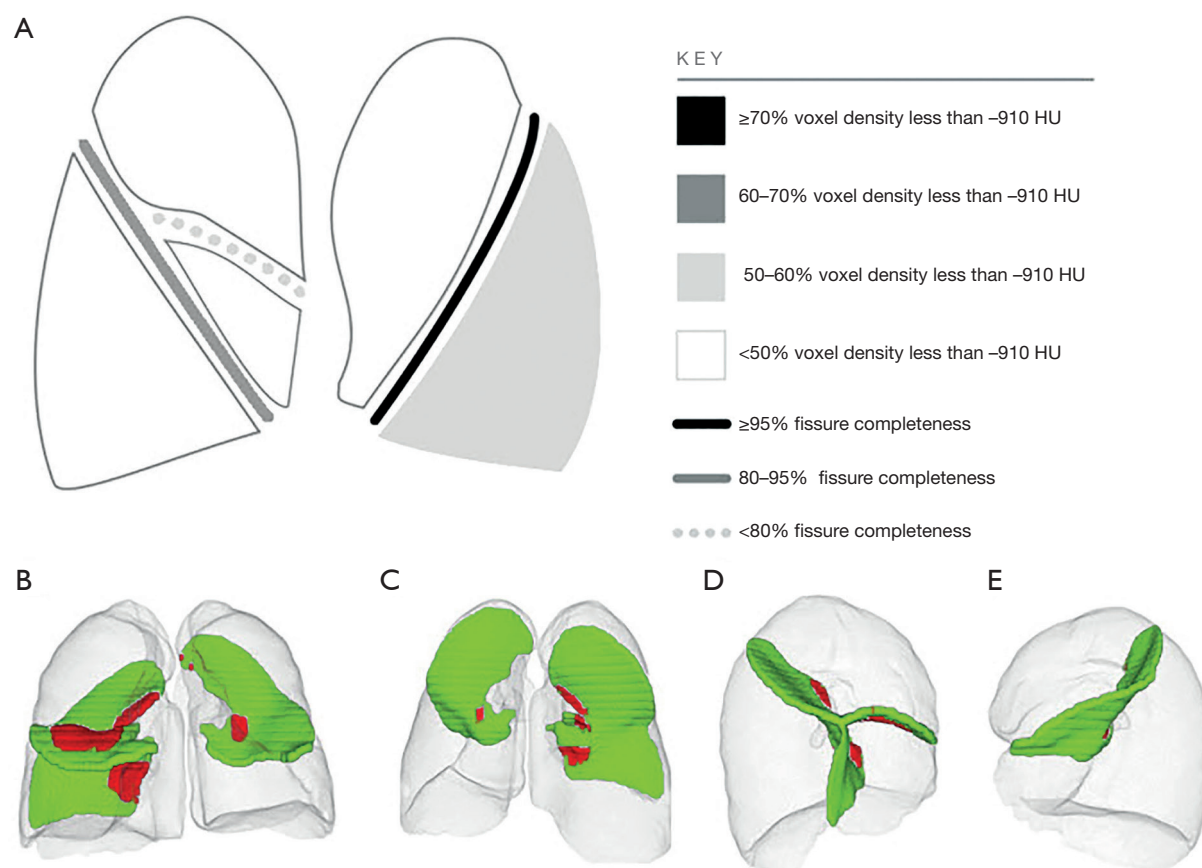 A
KEY
≥70% voxel density less than –910 HU
60–70% voxel density less than –910 HU
50–60% voxel density less than –910 HU
<50% voxel density less than –910 HU
≥95% fissure completeness
80–95% fissure completeness
<80% fissure completeness
B
C
D
E